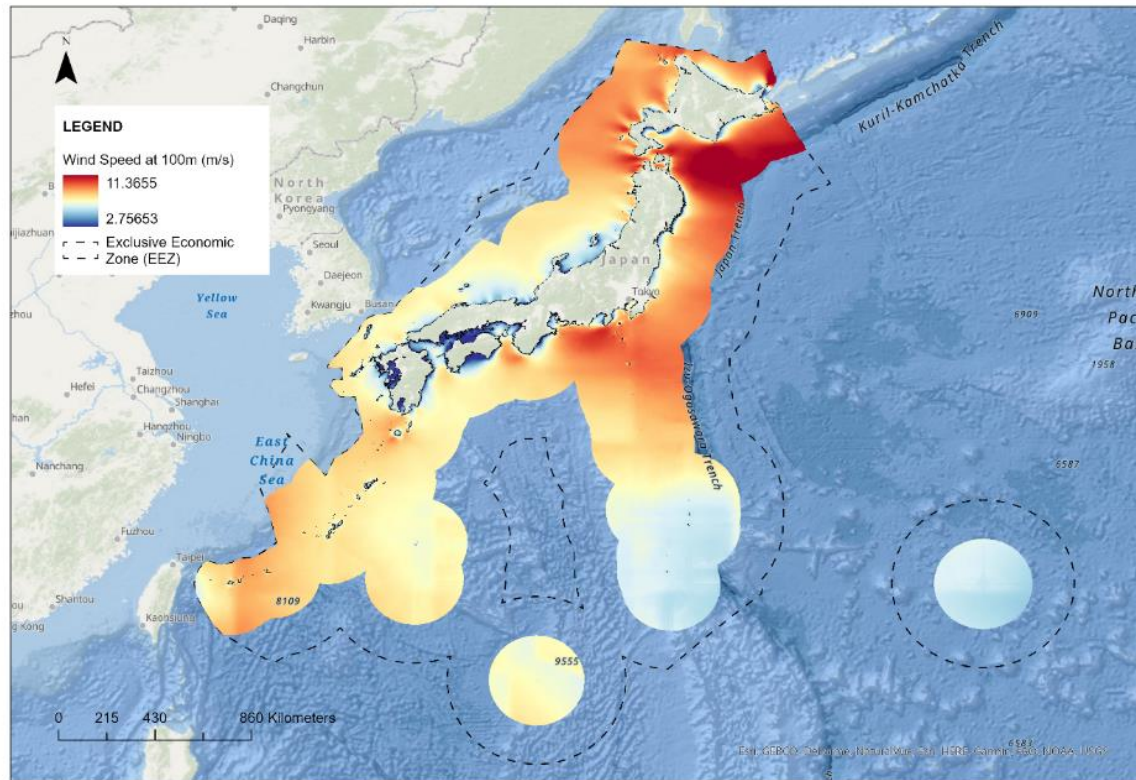 Daqing
Harbin
Changchun
N
LEGEND
Wind Speed at 100m (m/s)
11.3655
2.75653
Exclusive Economic
Zone (EEZ)
North
Korea
Pyongyang
Seoul
Daejeon
Kwangju
Busan
Yellow
Sea
Japan
Tokyo
Kuril-Kamchatka Trench
Japan Trench
Izu Ogasawara Trench
North
Pac
Ba
6909
1958
6587
Hefei
Taizhou
Changzhou
Shanghai
Hangzhou
Ningbo
Nanchang
East
China
Sea
Fuzhou
Taipei
Shantou
Kaohsiung
ng Kong
8109
9555
0
215
430
860 Kilometers
6583